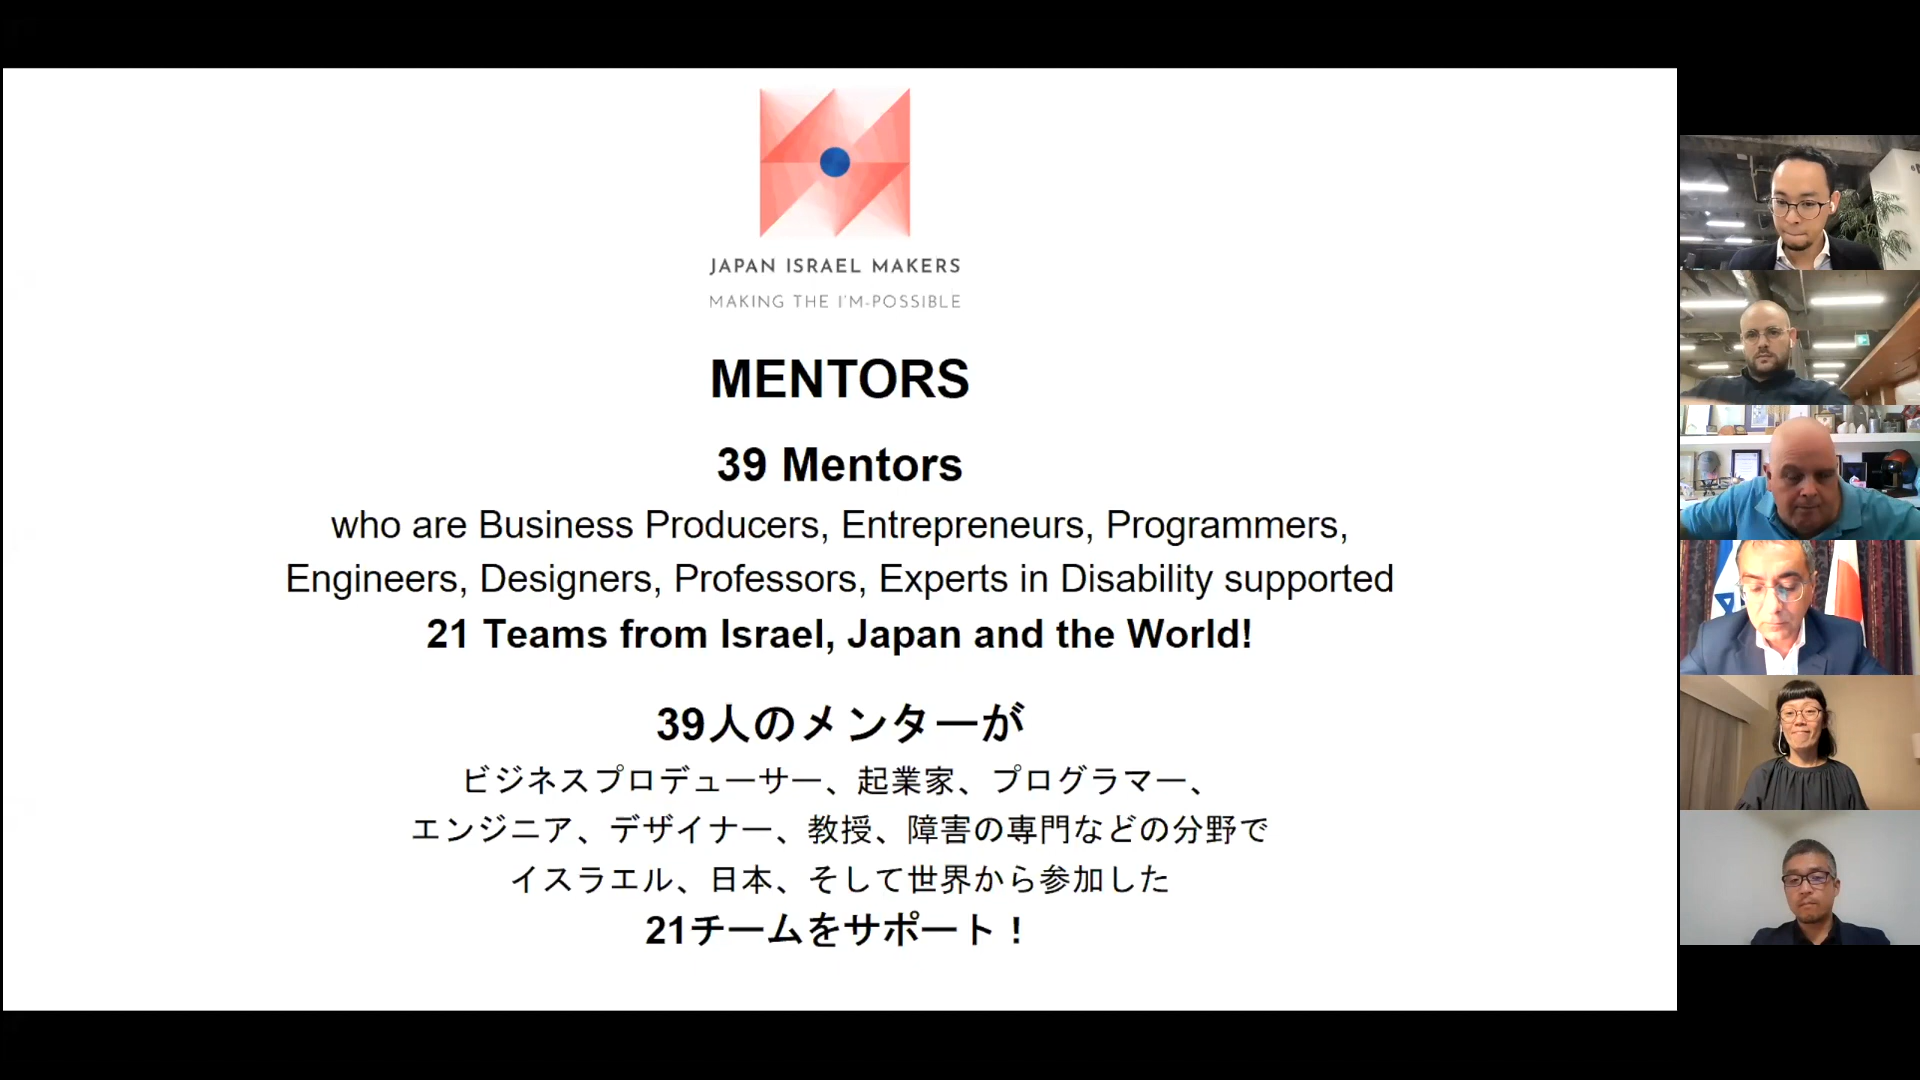 JAPAN ISRAEL MAKERS
MAKING THE I'M-POSSIBLE
MENTORS
39 Mentors
who are Business Producers, Entrepreneurs, Programmers,
Engineers, Designers, Professors, Experts in Disability supported
21 Teams from Israel, Japan and the World!
39人のメンターが
ビジネスプロデューサー、起業家、プログラマー、
エンジニア、デザイナー、教授、障害の専門などの分野で
イスラエル、日本、そして世界から参加した
21チームをサポート！